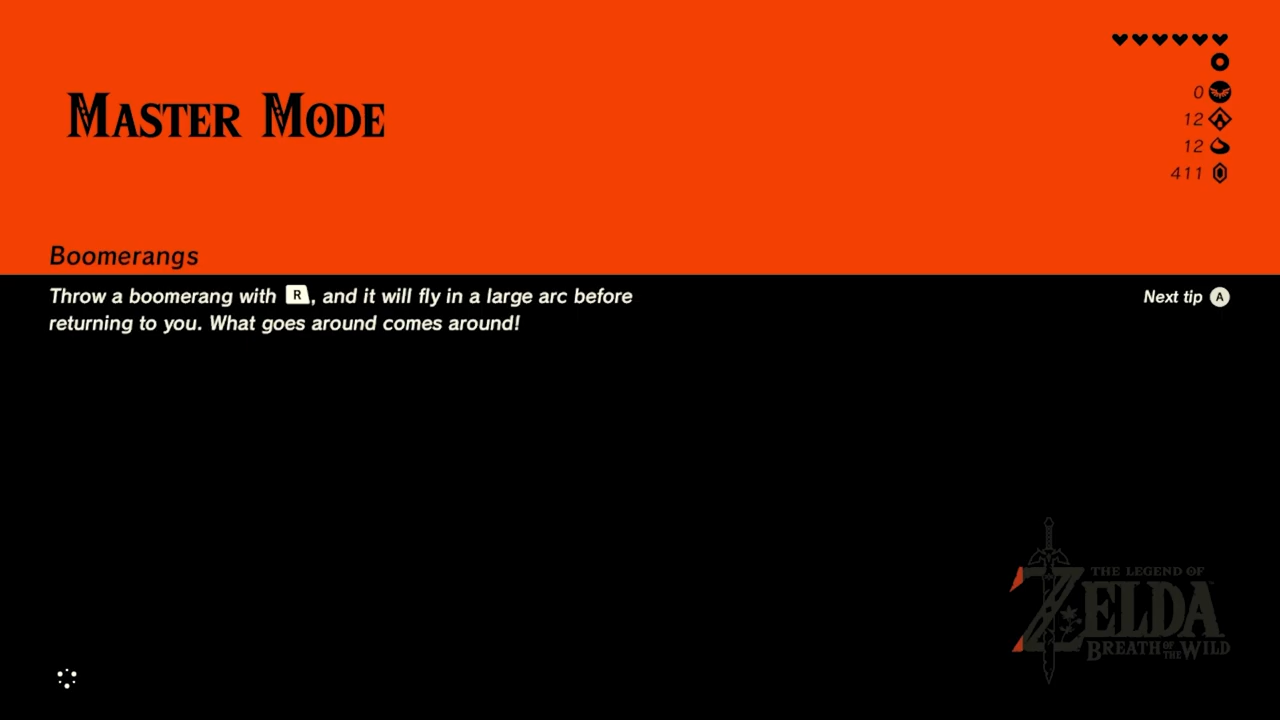 Master Mode
0
12
12
411
Boomerangs
Throw a boomerang with R, and it will fly in a large arc before
returning to you. What goes around comes around!
Next tip A
THE LEGEND OF
ZELDA
BREATH OF THE WILD